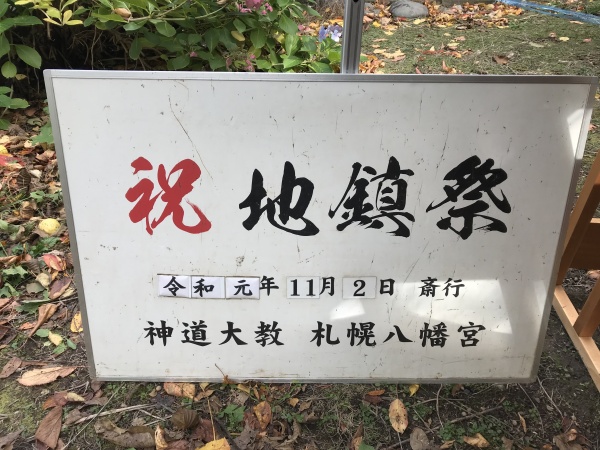 祝 地鎮祭
令和元年11月2日 斎行
神道大教 札幌八幡宮